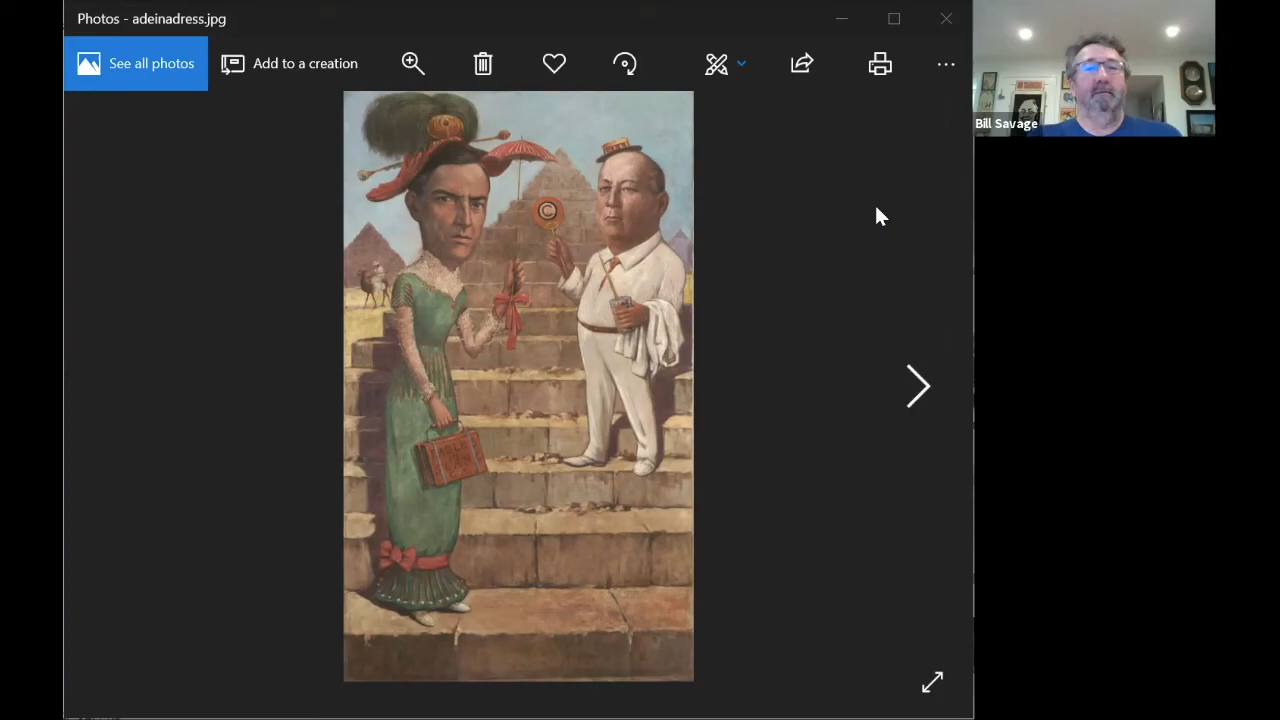 Photos - adeinadress.jpg
See all photos
Add to a creation
Bill Savage
C